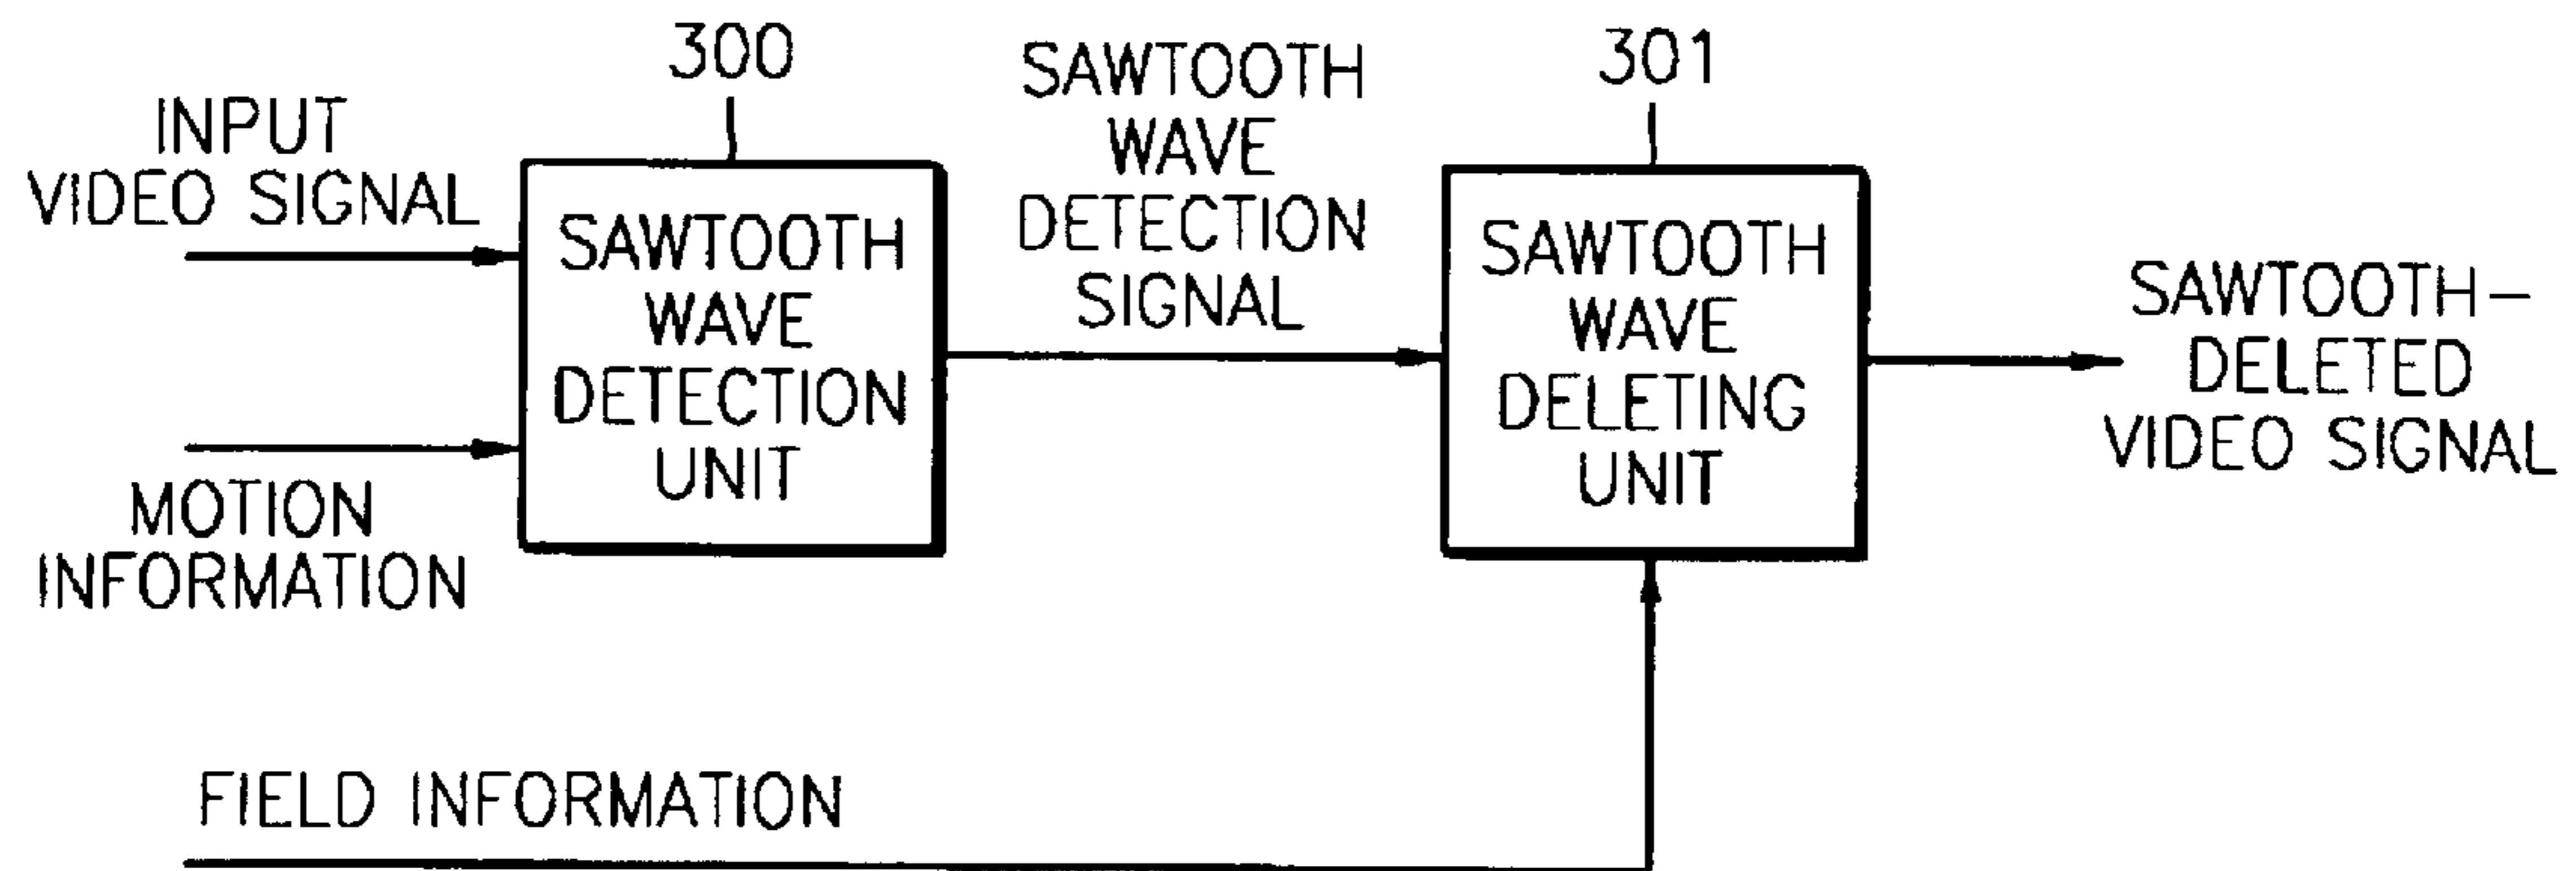 300
301
INPUT
VIDEO SIGNAL
SAWTOOTH
WAVE
DETECTION
UNIT
MOTION
INFORMATION
SAWTOOTH
WAVE
DETECTION
SIGNAL
SAWTOOTH
WAVE
DELETING
UNIT
SAWTOOTH-
DELETED
VIDEO SIGNAL
FIELD INFORMATION